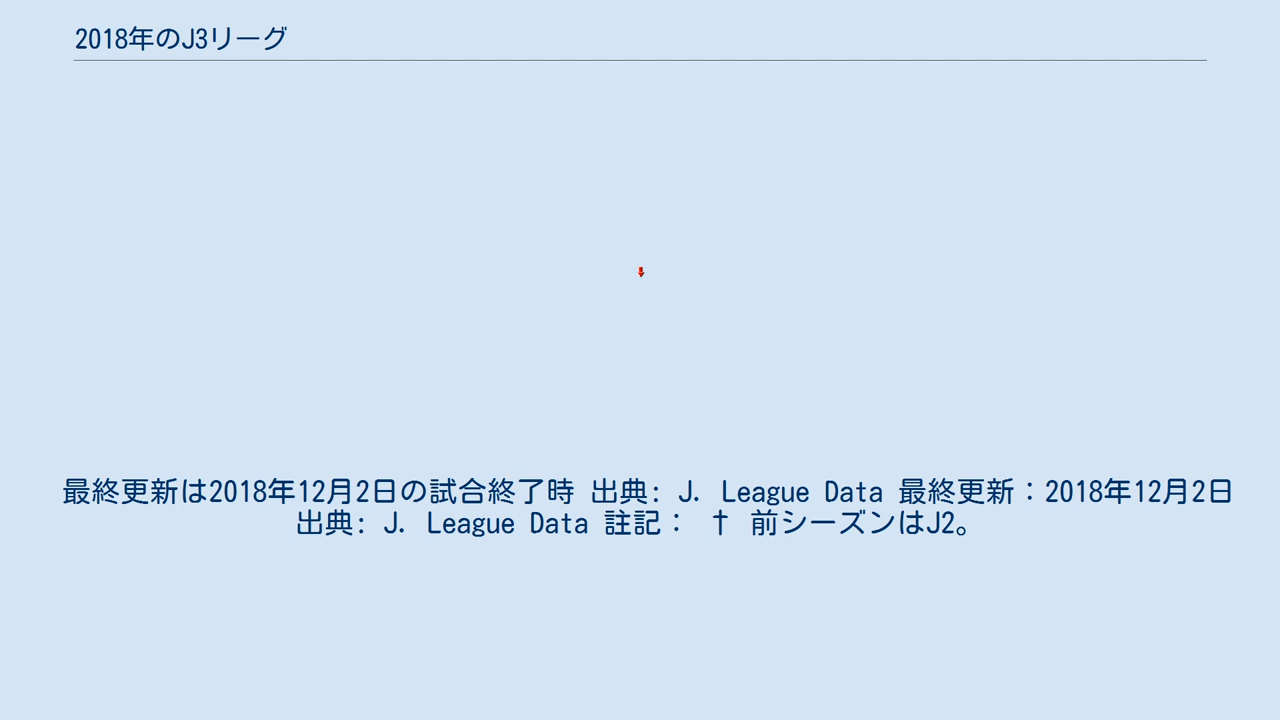 2018年のJ3リーグ
最終更新は2018年12月2日の試合終了時 出典: J. League Data 最終更新：2018年12月2日
出典: J. League Data 註記： † 前シーズンはJ2。